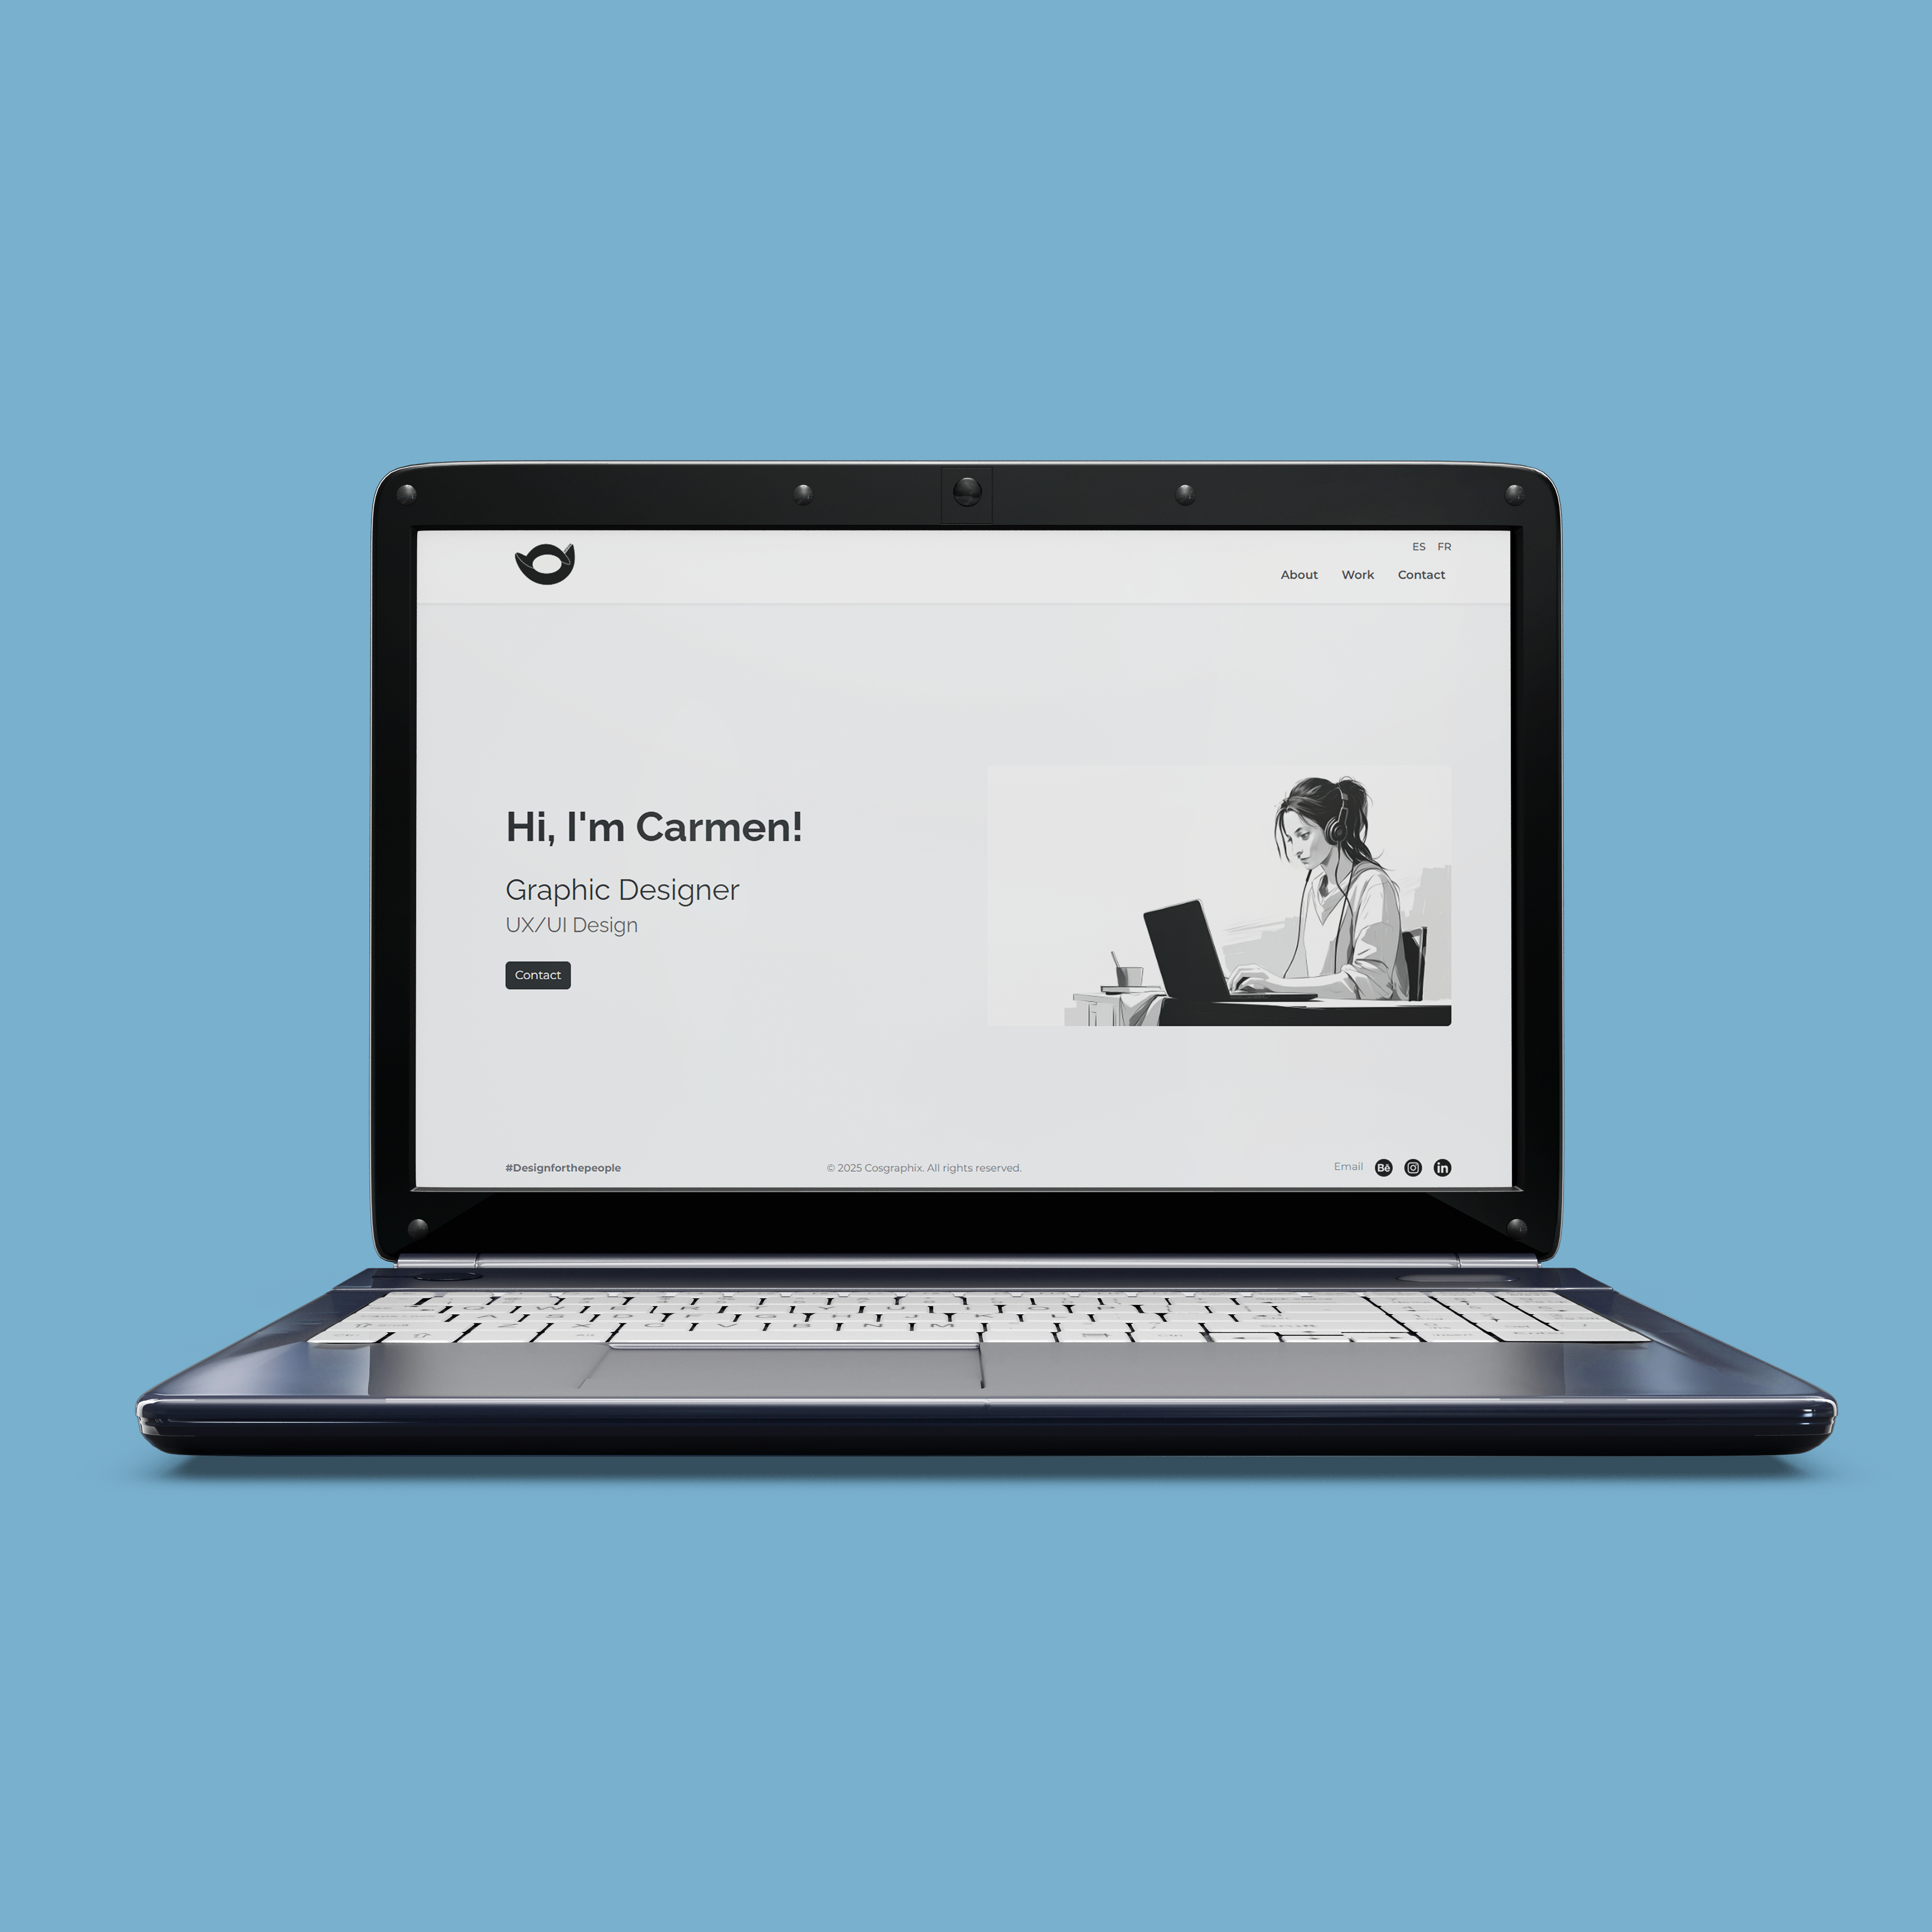 ES FR
About Work Contact
Hi, I'm Carmen!
Graphic Designer
UX/UI Design
Contact
#Designforthepeople
© 2025 Cosgraphix. All rights reserved.
Email Bē in